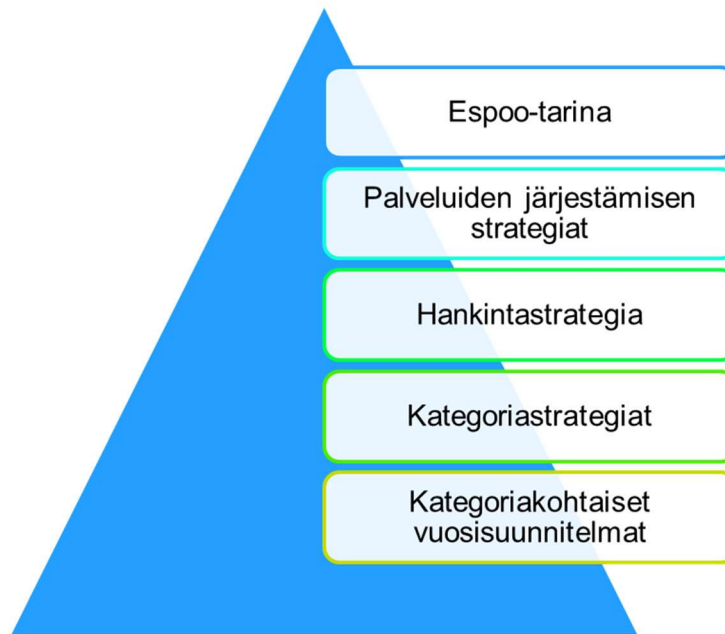 Espoo-tarina
Palveluiden järjestämisen
strategiat
Hankintastrategia
Kategoriastrategiat
Kategoriakohtaiset
vuosisuunnitelmat